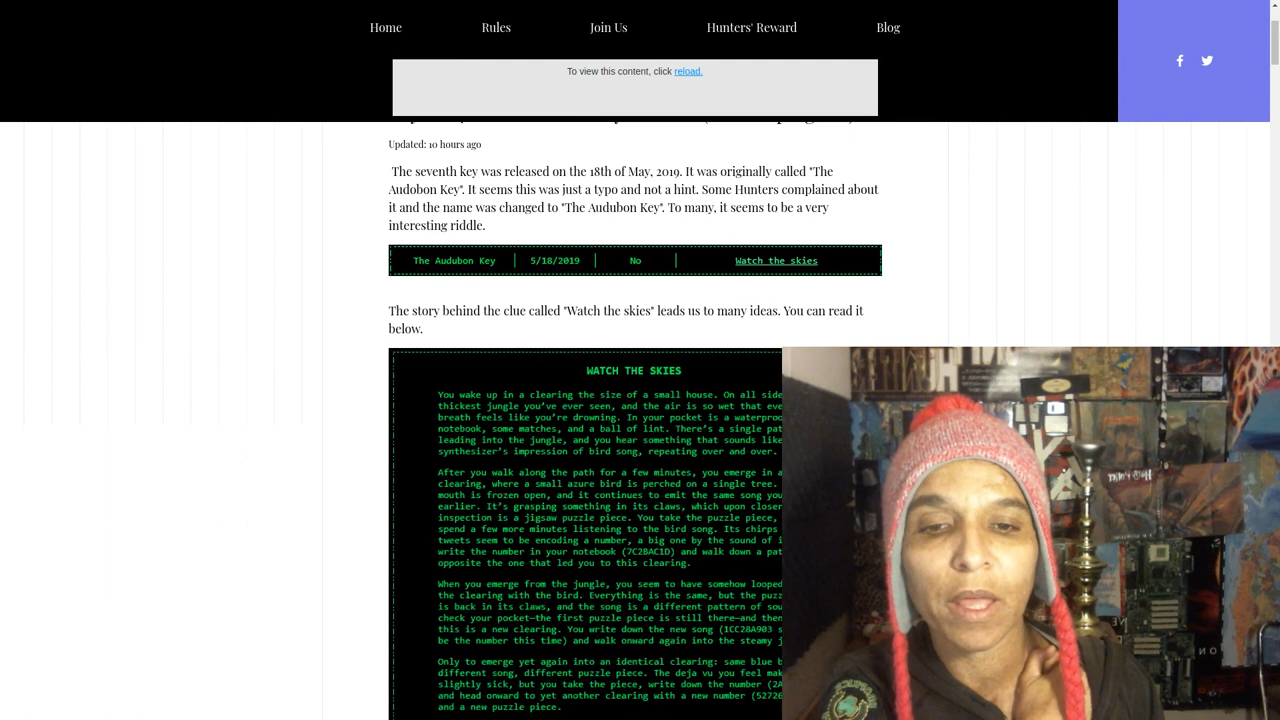 Home Rules Join Us Hunters' Reward Blog
To view this content, click reload.
Updated: 10 hours ago
The seventh key was released on the 18th of May, 2019. It was originally called "The
Audobon Key". It seems this was just a typo and not a hint. Some Hunters complained about
it and the name was changed to "The Audubon Key". To many, it seems to be a very
interesting riddle.
The Audubon Key 5/18/2019 No Watch the skies
The story behind the clue called "Watch the skies" leads us to many ideas. You can read it
below.
WATCH THE SKIES
You wake up in a clearing the size of a small house. On all side
thickest jungle you've ever seen, and the air is so wet that eve
breath feels like you're drowning. In your pocket is a waterproo
notebook, some matches, and a ball of lint. There's a single pat
leading into the jungle, and you hear something that sounds like
synthesizer's impression of bird song, repeating over and over.
After you walk along the path for a few minutes, you emerge in a
clearing, where a small azure bird is perched on a single tree.
mouth is frozen open, and it continues to emit the same song you
earlier. It's grasping something in its claws, which upon closer
inspection is a jigsaw puzzle piece. You take the puzzle piece,
spend a few more minutes listening to the bird song. Its chirps
tweets seem to be encoding a number, a big one by the sound of i
write the number in your notebook (7C2BAC1D) and walk down a pat
opposite the one that led you to this clearing.
When you emerge from the jungle, you seem to have somehow looped
the clearing with the bird. Everything is the same, but the puzz
is back in its claws, and the song is a different pattern of sou
check your pocket—the first puzzle piece is still there—and then
this is a new clearing. You write down the new song (1CC28A903 s
be the number this time) and walk onward again into the steamy j
Only to emerge yet again into an identical clearing: same blue b
different song, different puzzle piece. The deja vu you feel mak
slightly sick, but you take the piece, write down the number (2A
and head onward to yet another clearing with a new number (52726
and a new puzzle piece.